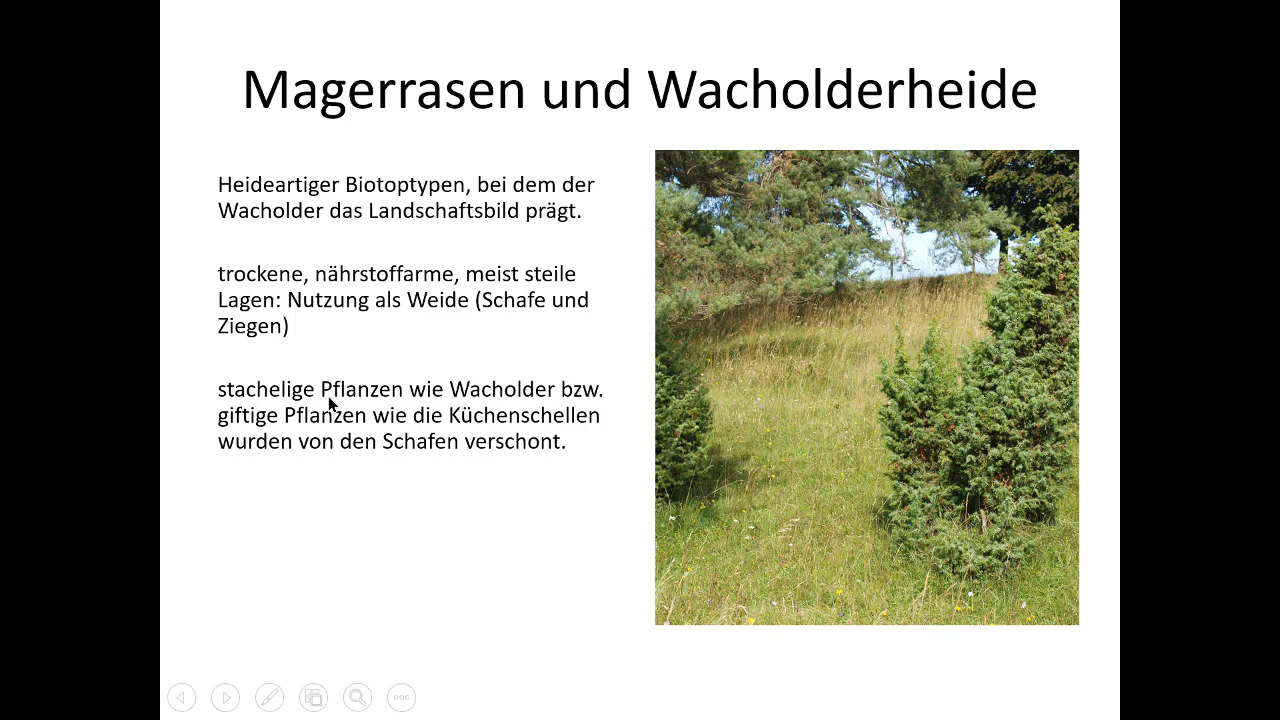 Magerrasen und Wacholderheide
Heideartiger Biotoptypen, bei dem der
Wacholder das Landschaftsbild prägt.
trockene, nährstoffarme, meist steile
Lagen: Nutzung als Weide (Schafe und
Ziegen)
stachelige Pflanzen wie Wacholder bzw.
giftige Pflanzen wie die Küchenschellen
wurden von den Schafen verschont.